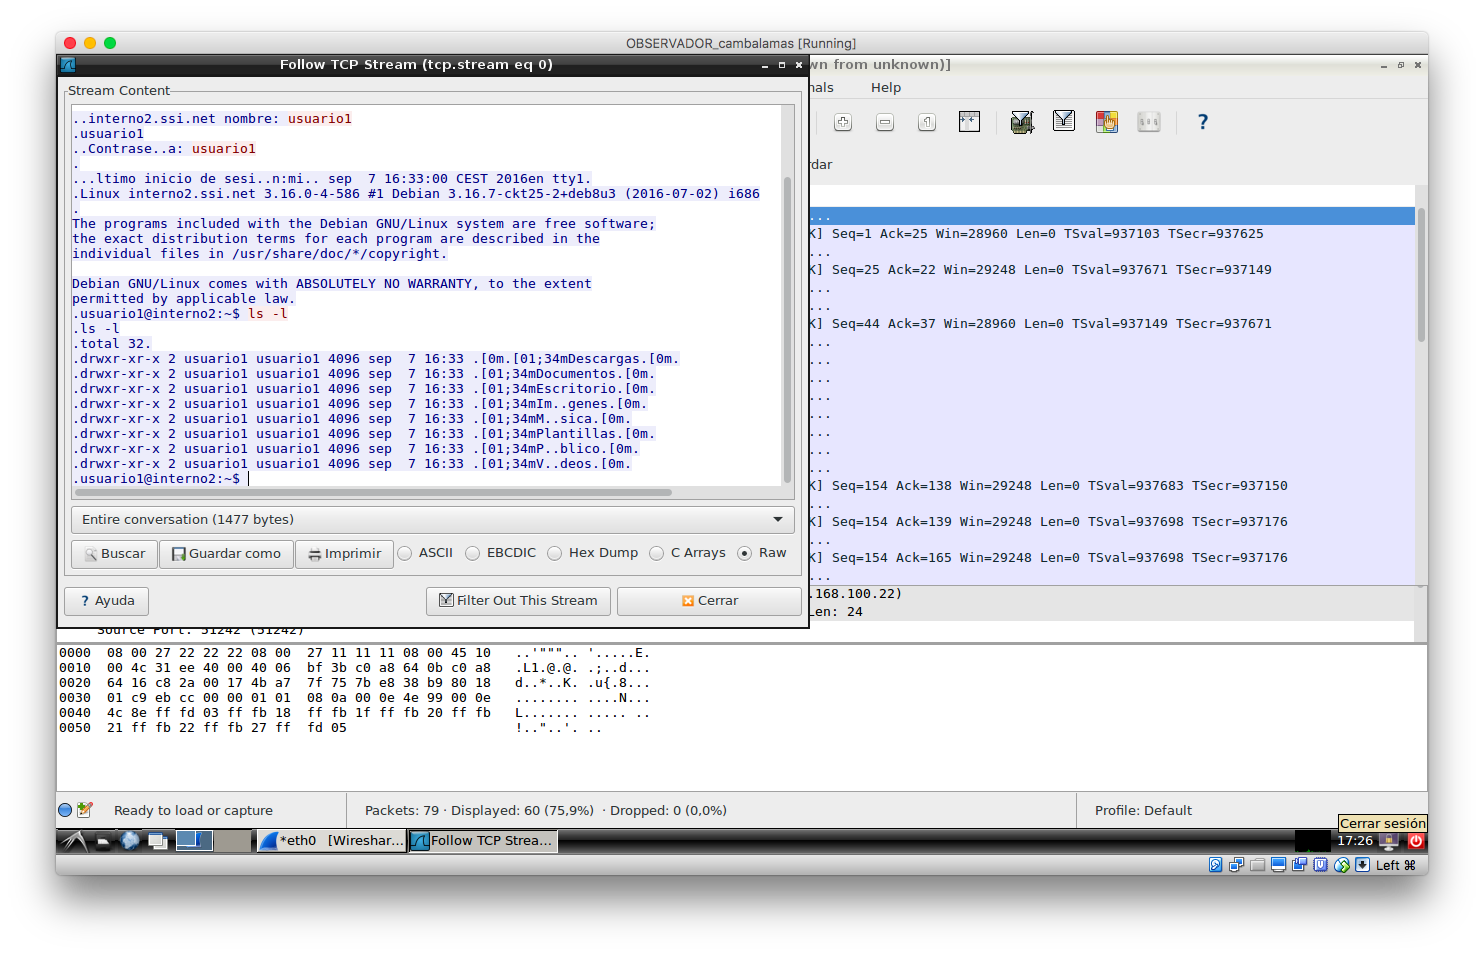 OBSERVADOR_cambalamas [Running]
Follow TCP Stream (tcp.stream eq 0)
wn from unknown)]
Stream Content
nals Help
..interno2.ssi.net nombre: usuario1
.usuario1
..Contrase..a: usuario1
.
...ltimo inicio de sesi..n:mi.. sep  7 16:33:00 CEST 2016en tty1.
.Linux interno2.ssi.net 3.16.0-4-586 #1 Debian 3.16.7-ckt25-2+deb8u3 (2016-07-02) i686
.
The programs included with the Debian GNU/Linux system are free software;
the exact distribution terms for each program are described in the
individual files in /usr/share/doc/*/copyright.
Debian GNU/Linux comes with ABSOLUTELY NO WARRANTY, to the extent
permitted by applicable law.
.usuario1@interno2:~$ ls -l
.ls -l
.total 32.
.drwxr-xr-x 2 usuario1 usuario1 4096 sep  7 16:33 .[0m.[01;34mDescargas.[0m.
.drwxr-xr-x 2 usuario1 usuario1 4096 sep  7 16:33 .[01;34mDocumentos.[0m.
.drwxr-xr-x 2 usuario1 usuario1 4096 sep  7 16:33 .[01;34mEscritorio.[0m.
.drwxr-xr-x 2 usuario1 usuario1 4096 sep  7 16:33 .[01;34mIm..genes.[0m.
.drwxr-xr-x 2 usuario1 usuario1 4096 sep  7 16:33 .[01;34mM..sica.[0m.
.drwxr-xr-x 2 usuario1 usuario1 4096 sep  7 16:33 .[01;34mPlantillas.[0m.
.drwxr-xr-x 2 usuario1 usuario1 4096 sep  7 16:33 .[01;34mP..blico.[0m.
.drwxr-xr-x 2 usuario1 usuario1 4096 sep  7 16:33 .[01;34mV..deos.[0m.
.usuario1@interno2:~$
Entire conversation (1477 bytes)
Buscar Guardar como Imprimir ASCII EBCDIC Hex Dump C Arrays Raw
? Ayuda Filter Out This Stream Cerrar
?
dar
...
K] Seq=1 Ack=25 Win=28960 Len=0 TSval=937103 TSecr=937625
...
K] Seq=25 Ack=22 Win=29248 Len=0 TSval=937671 TSecr=937149
...
...
K] Seq=44 Ack=37 Win=28960 Len=0 TSval=937149 TSecr=937671
...
...
...
...
...
...
...
...
K] Seq=154 Ack=138 Win=29248 Len=0 TSval=937683 TSecr=937150
...
K] Seq=154 Ack=139 Win=29248 Len=0 TSval=937698 TSecr=937176
...
K] Seq=154 Ack=165 Win=29248 Len=0 TSval=937698 TSecr=937176
...
.168.100.22)
Len: 24
Source Port: 51242 (51242)
0000  08 00 27 22 22 22 08 00  27 11 11 11 08 00 45 10   ..'"""..  '.....E.
0010  00 4c 31 ee 40 00 40 06  bf 3b c0 a8 64 0b c0 a8   .L1.@.@.  .;..d...
0020  64 16 c8 2a 00 17 4b a7  7f 75 7b e8 38 b9 80 18   d..*..K.  .u{.8...
0030  01 c9 eb cc 00 00 01 01  08 0a 00 0e 4e 99 00 0e   ........  ....N...
0040  4c 8e ff fd 03 ff fb 18  ff fb 1f ff fb 20 ff fb   L.......  ..... ..
0050  21 ff fb 22 ff fb 27 ff  fd 05   !.."..'.  ..
Ready to load or capture Packets: 79 · Displayed: 60 (75,9%) · Dropped: 0 (0,0%) Profile: Default
Cerrar sesión
*eth0 [Wireshar... Follow TCP Strea... 17:26
Left ⌘